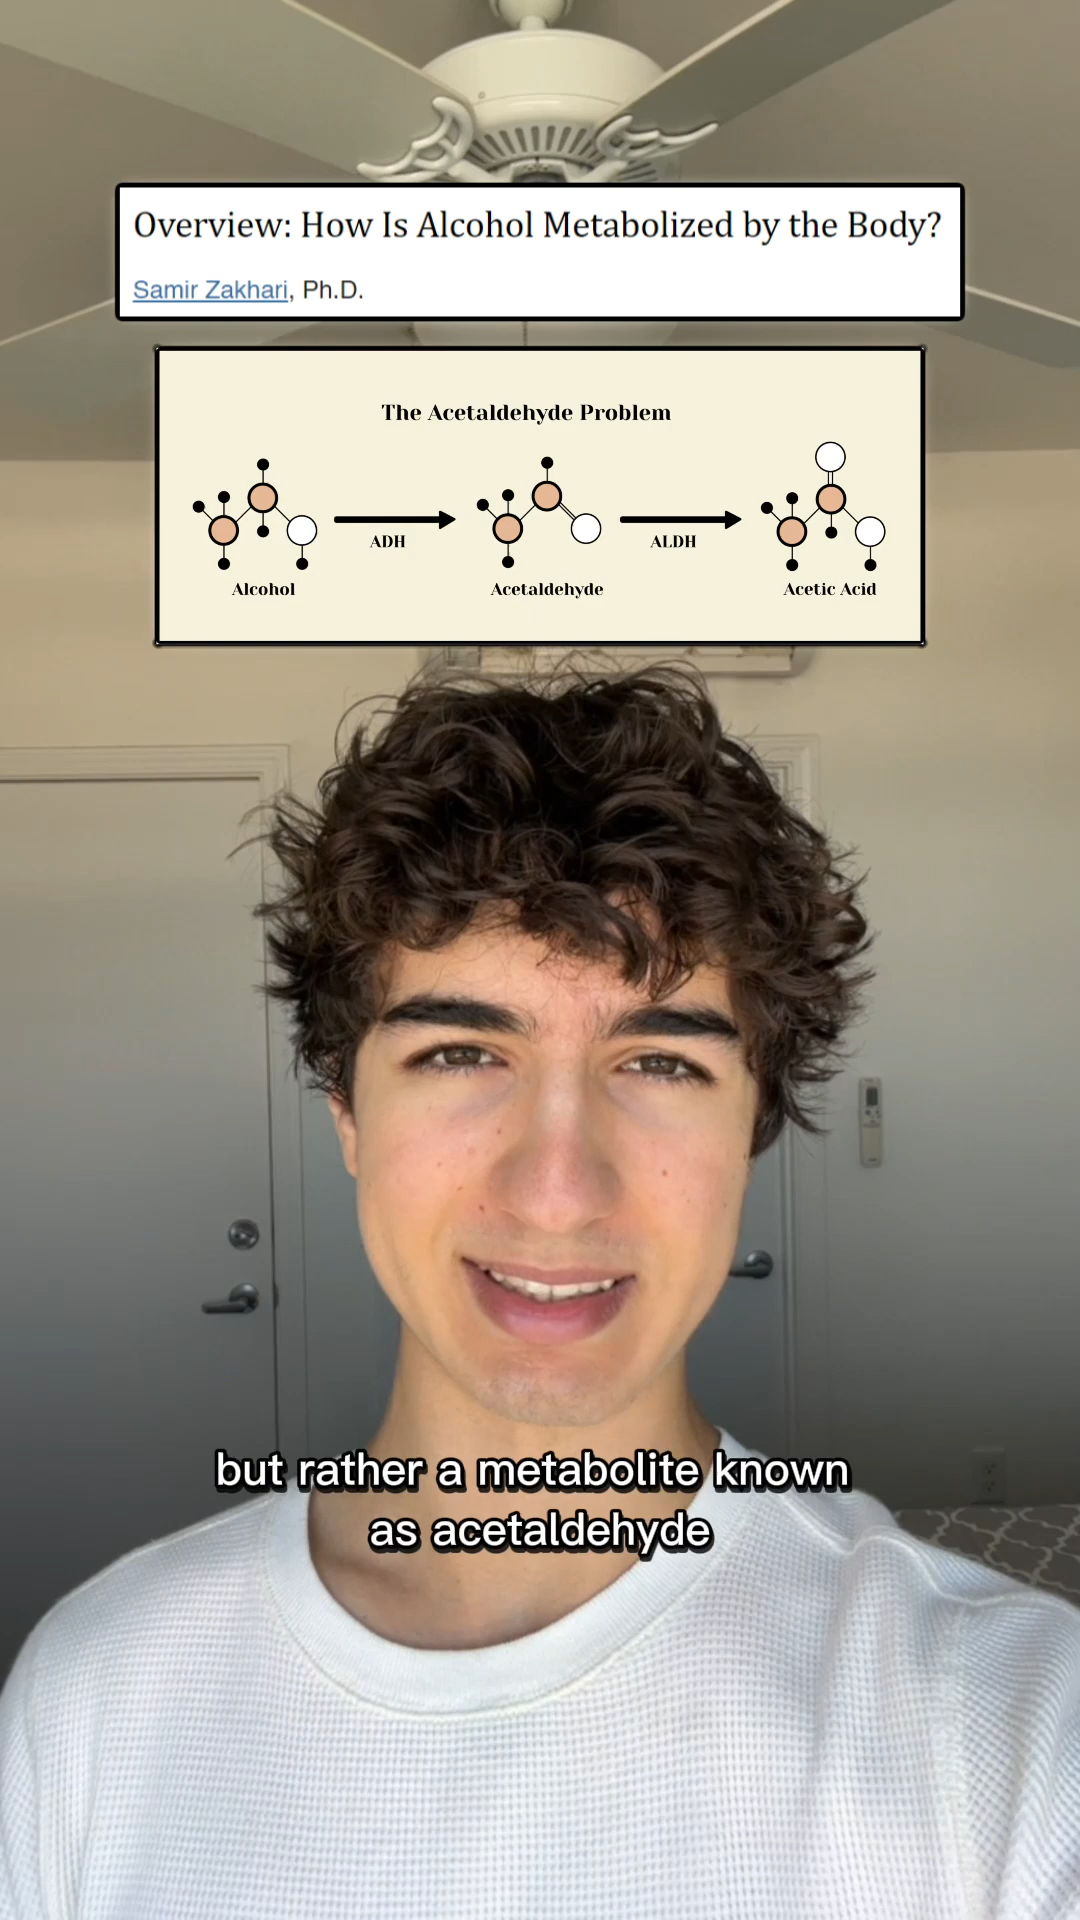 Overview: How Is Alcohol Metabolized by the Body?
Samir Zakhari, Ph.D.
The Acetaldehyde Problem
ADH
ALDH
Alcohol
Acetaldehyde
Acetic Acid
but rather a metabolite known
as acetaldehyde